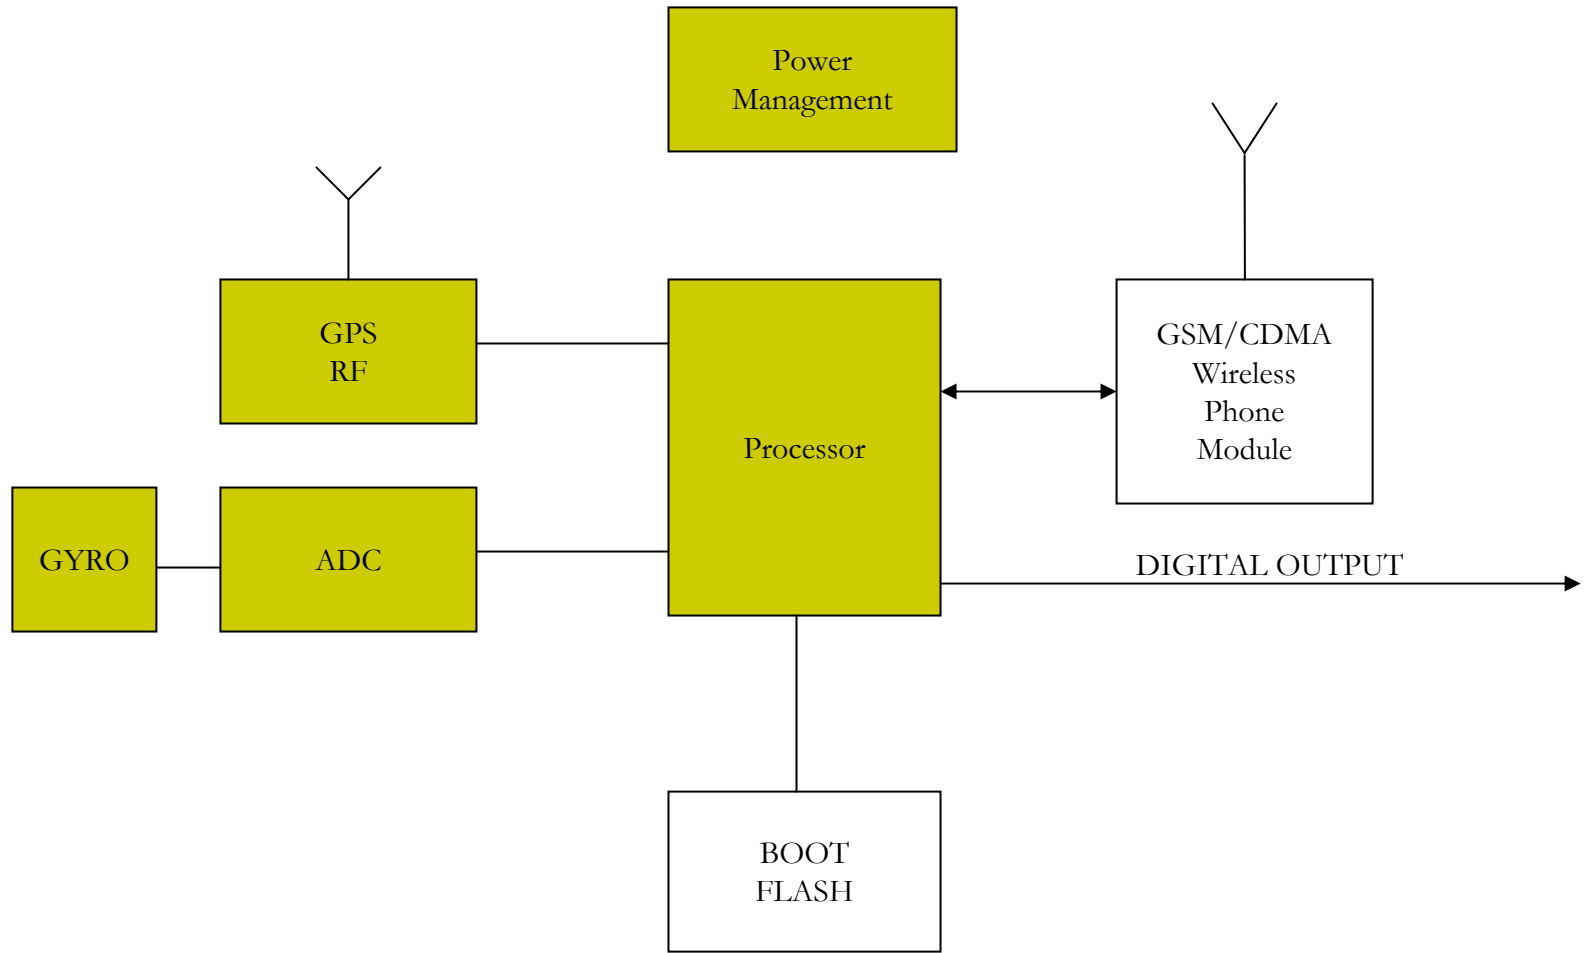 Power
Management
GPS
RF
GSM/CDMA
Wireless
Phone
Module
Processor
GYRO
ADC
DIGITAL OUTPUT
BOOT
FLASH